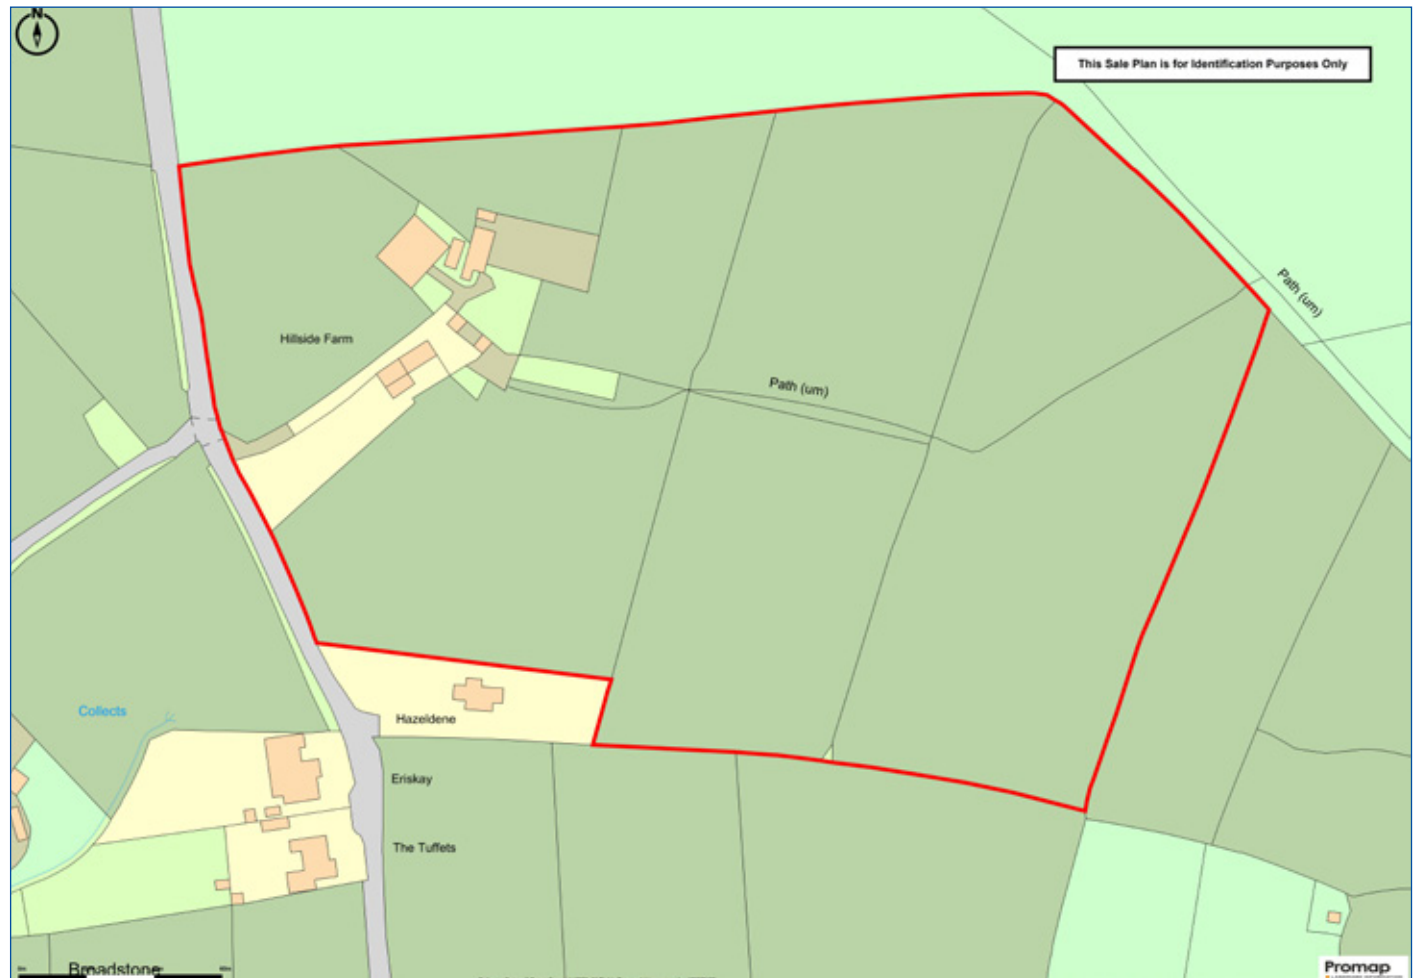 N
This Sale Plan is for Identification Purposes Only
Path (um)
Hillside Farm
Path (um)
Collects
Hazeldene
Eriskay
The Tuffets
Broadstone
Promap